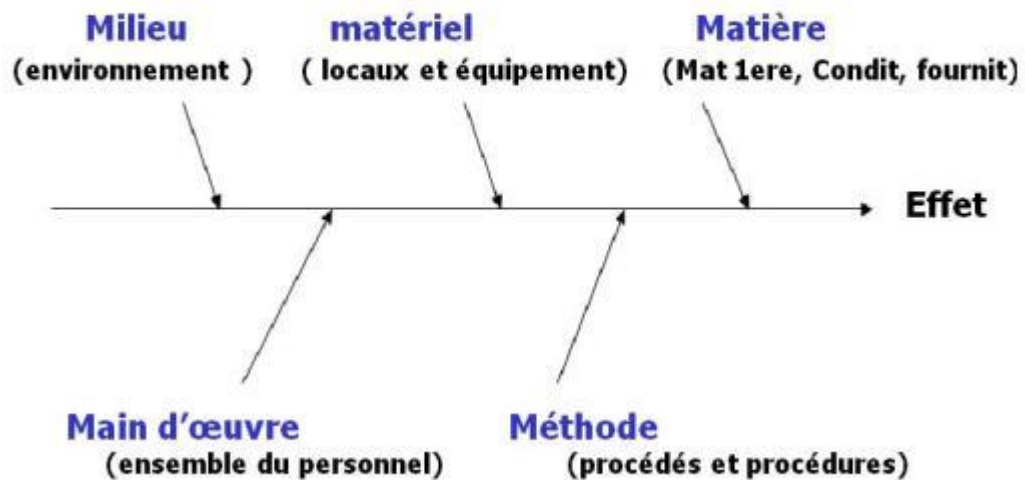 Milieu
matériel
Matière
(environnement )
( locaux et équipement)
(Mat 1ere, Condit, fournit)
Effet
Main d'œuvre
Méthode
(ensemble du personnel)
(procédés et procédures)